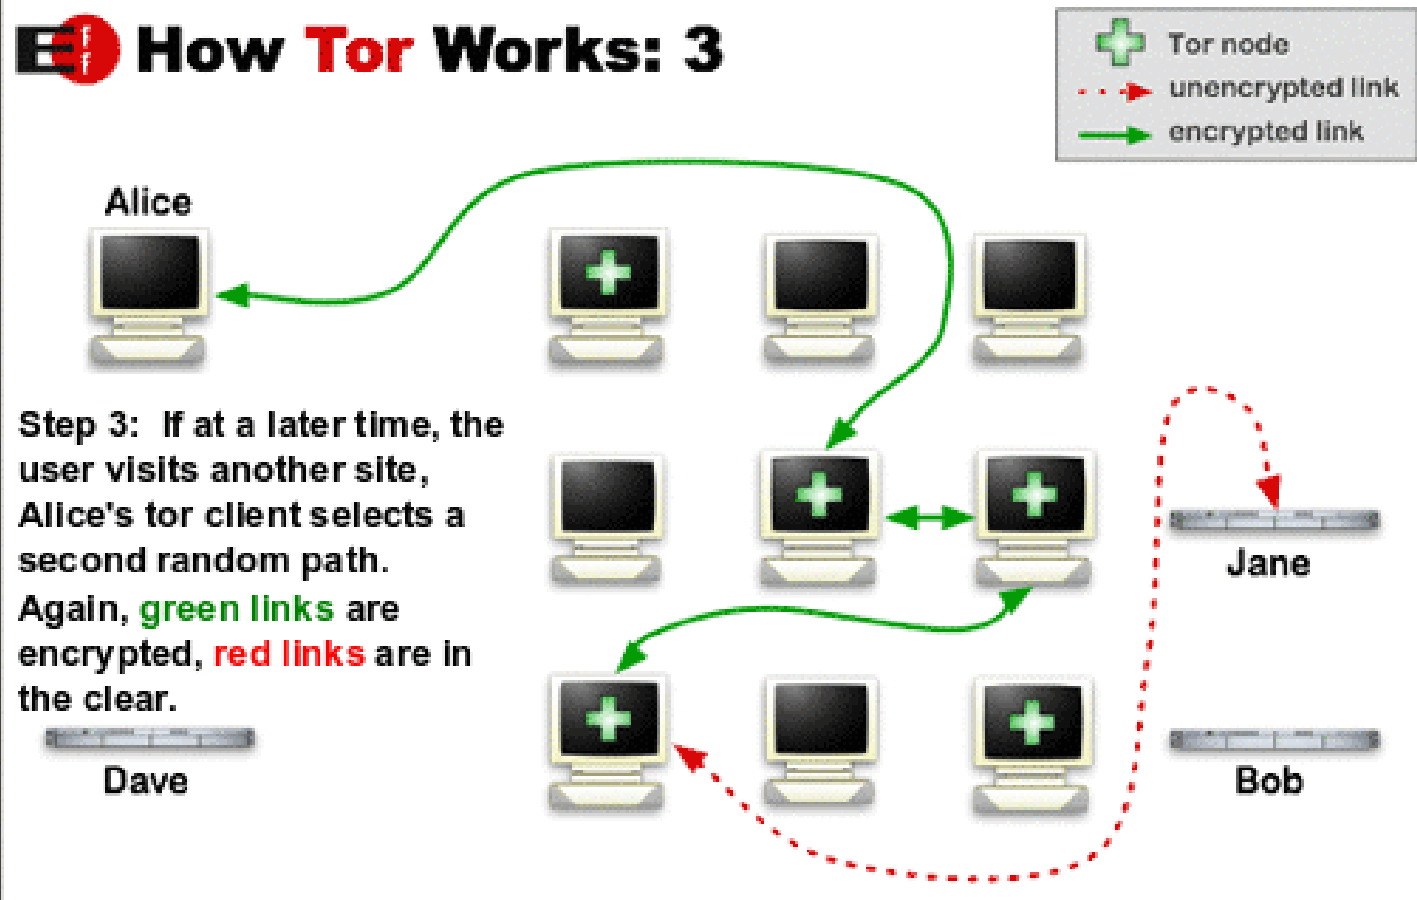 Eff How Tor Works: 3
Tor node
unencrypted link
encrypted link
Alice
Step 3: If at a later time, the
user visits another site,
Alice's tor client selects a
second random path.
Again, green links are
encrypted, red links are in
the clear.
Dave
Jane
Bob